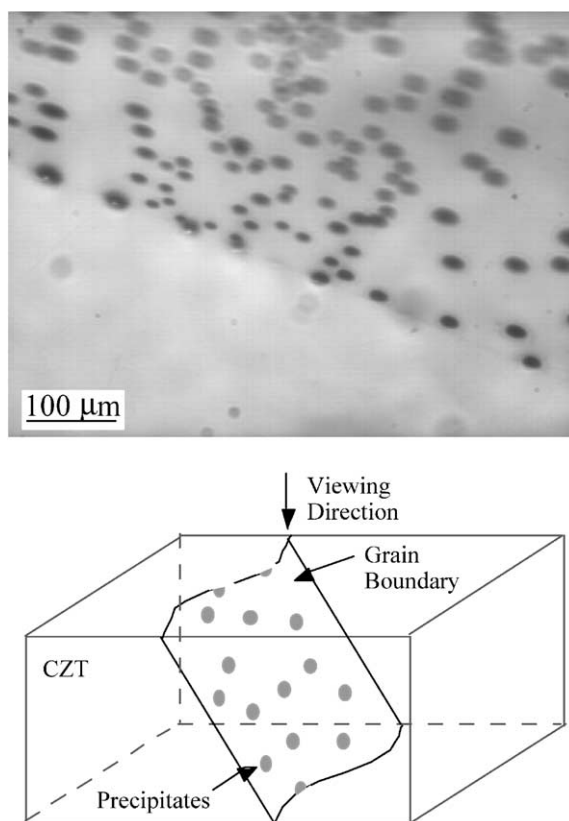 100 μm
Viewing
Direction
Grain
Boundary
CZT
Precipitates